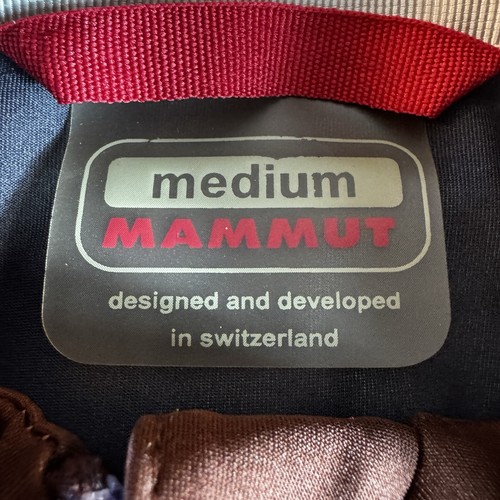 medium
MAMMUT
designed and developed
in switzerland